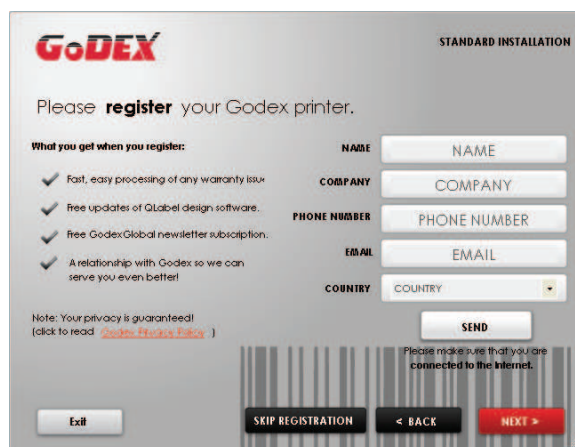 GoDEX
STANDARD INSTALLATION
Please register your Godex printer.
What you get when you register:
Fast, easy processing of any warranty issue
Free updates of QLabel design software.
Free GodexGlobal newsletter subscription.
A relationship with Godex so we can
serve you even better!
Note: Your privacy is guaranteed!
(click to read Godex Privacy Policy )
NAME
NAME
COMPANY
COMPANY
PHONE NUMBER
PHONE NUMBER
EMAIL
EMAIL
COUNTRY
COUNTRY
SEND
Please make sure that you are
connected to the Internet.
Exit
SKIP REGISTRATION
< BACK
NEXT >